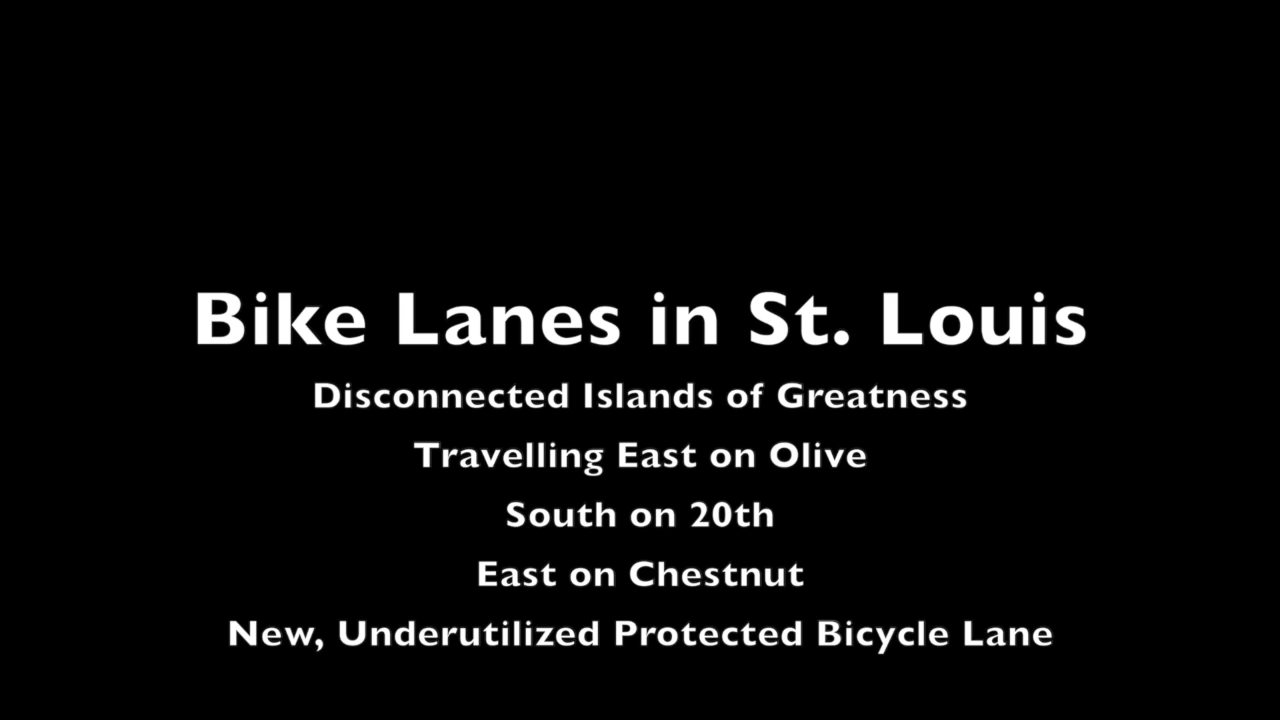 Bike Lanes in St. Louis
Disconnected Islands of Greatness
Travelling East on Olive
South on 20th
East on Chestnut
New, Underutilized Protected Bicycle Lane